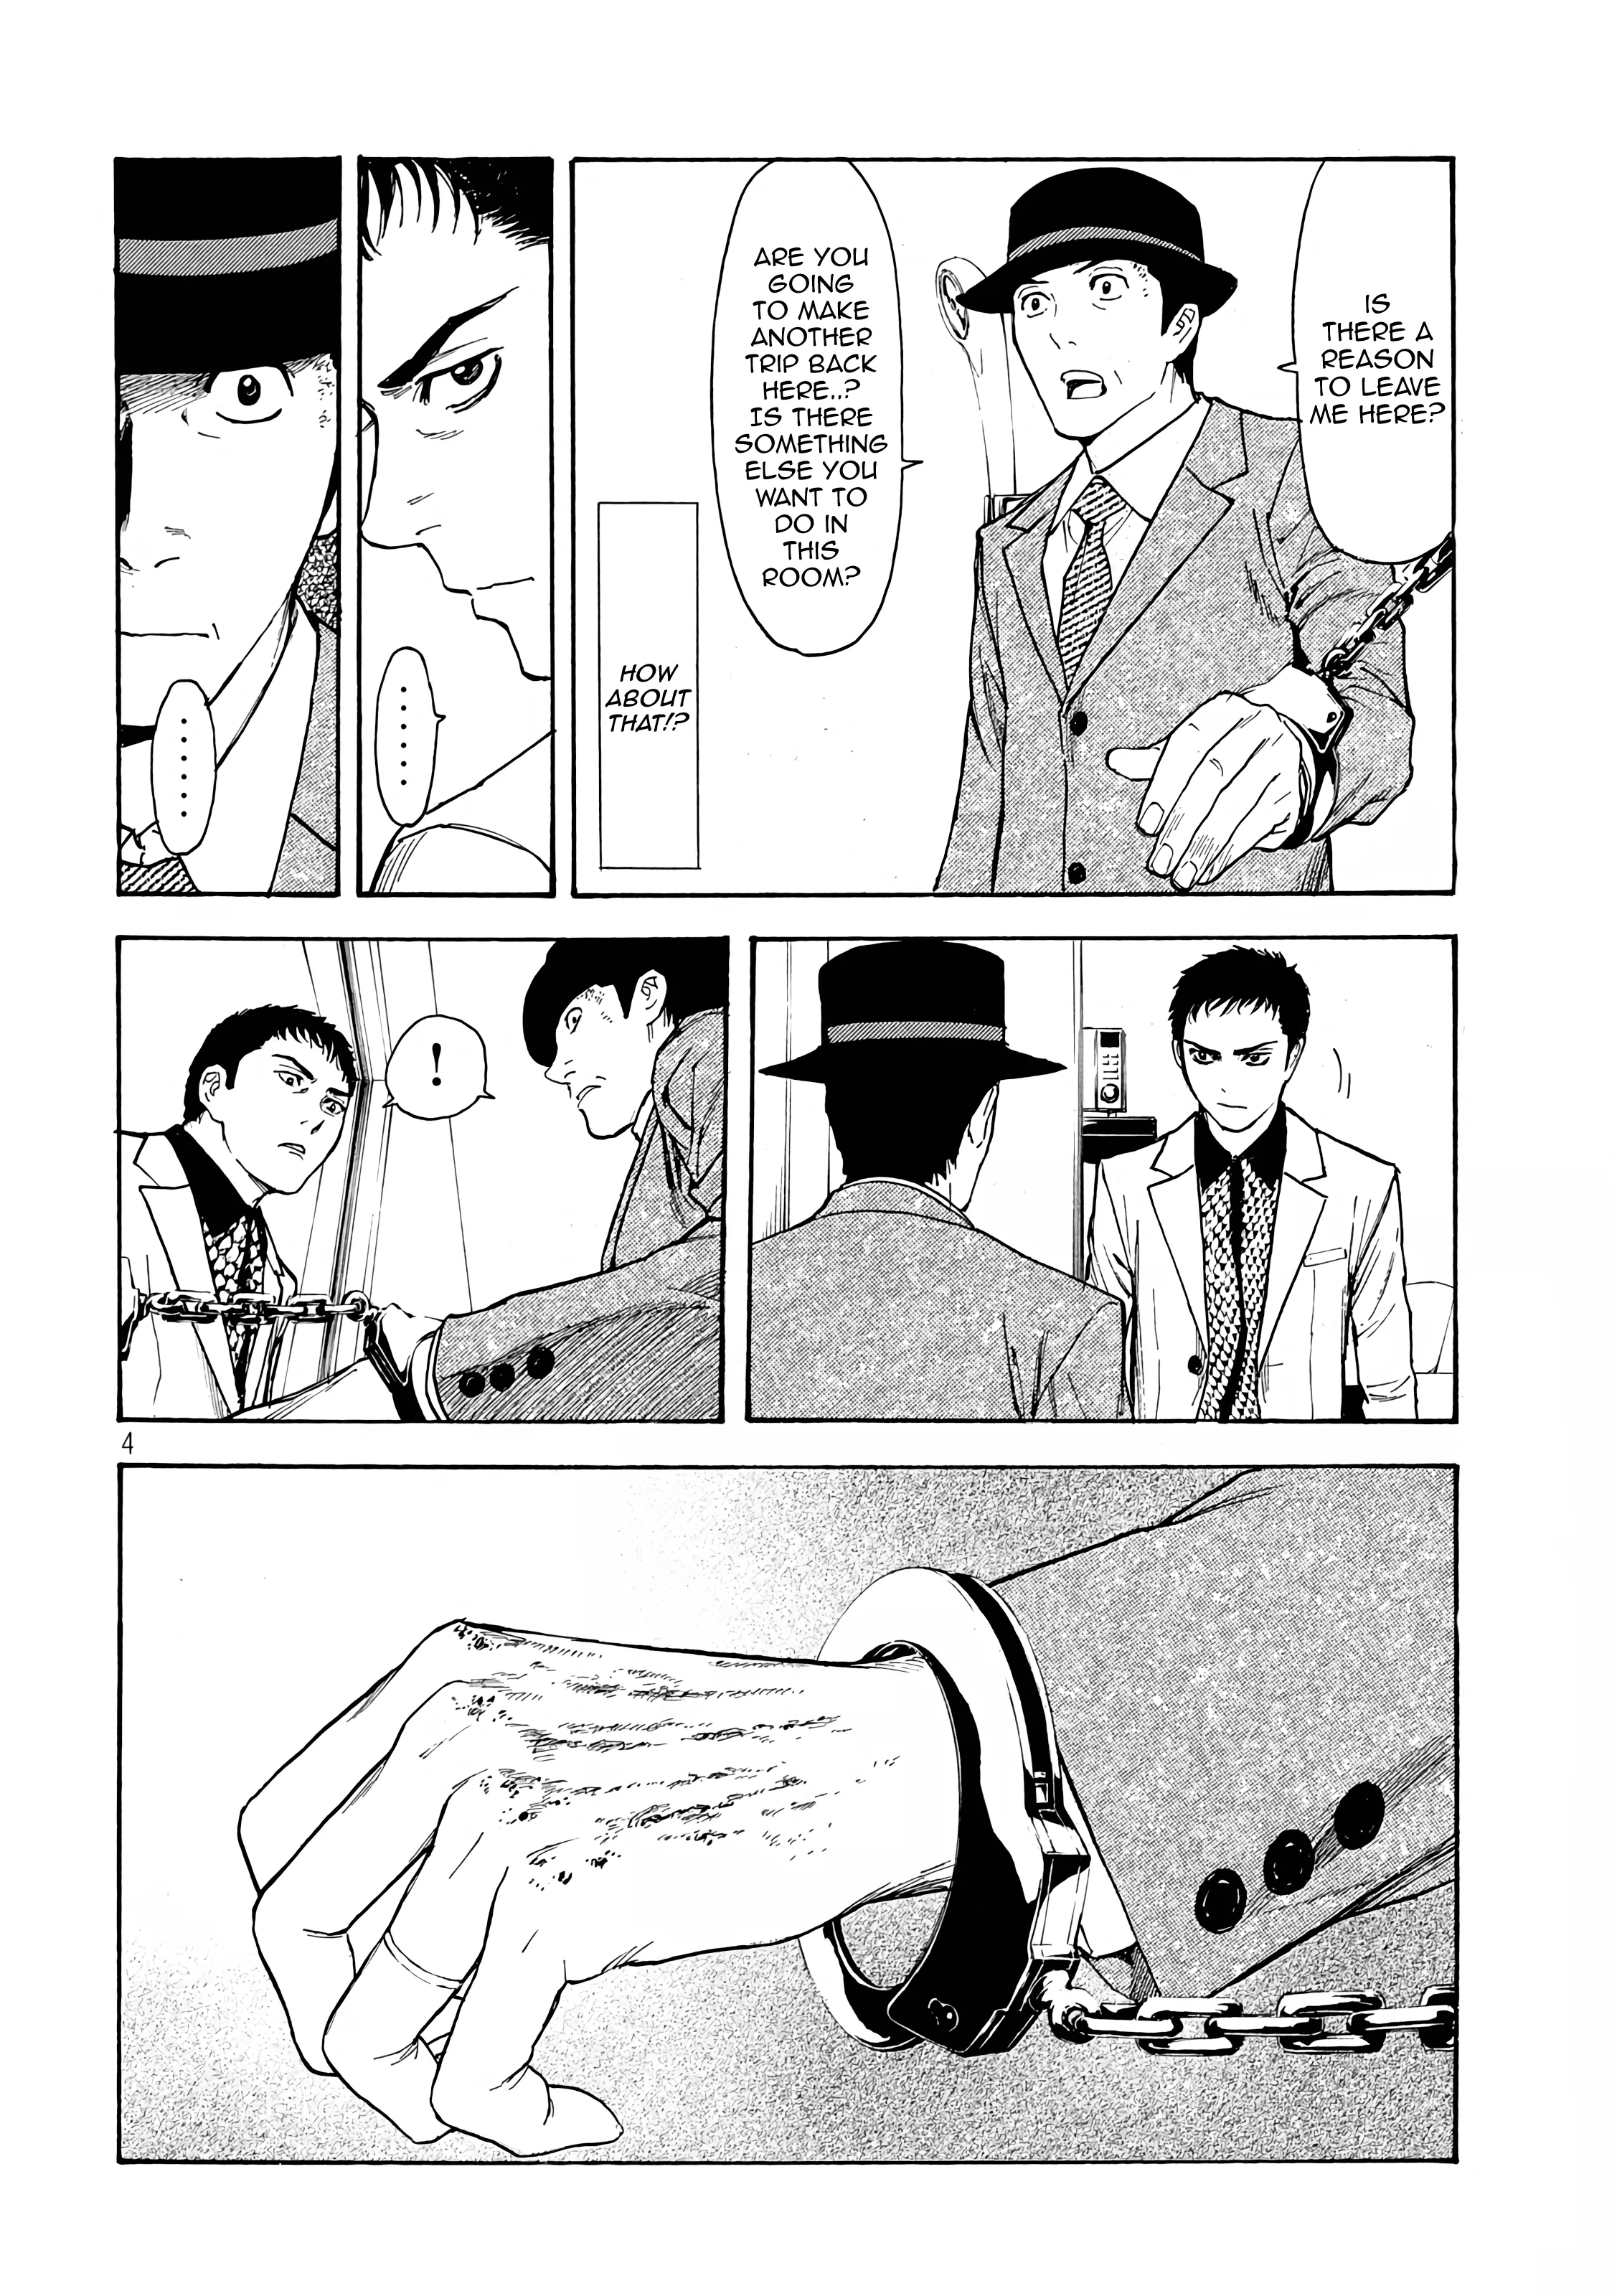 IS
THERE A
REASON
TO LEAVE
ME HERE?
ARE YOU
GOING
TO MAKE
ANOTHER
TRIP BACK
HERE..?
IS THERE
SOMETHING
ELSE YOU
WANT TO
DO IN
THIS
ROOM?
HOW
ABOUT
THAT!?
......
......
!
4